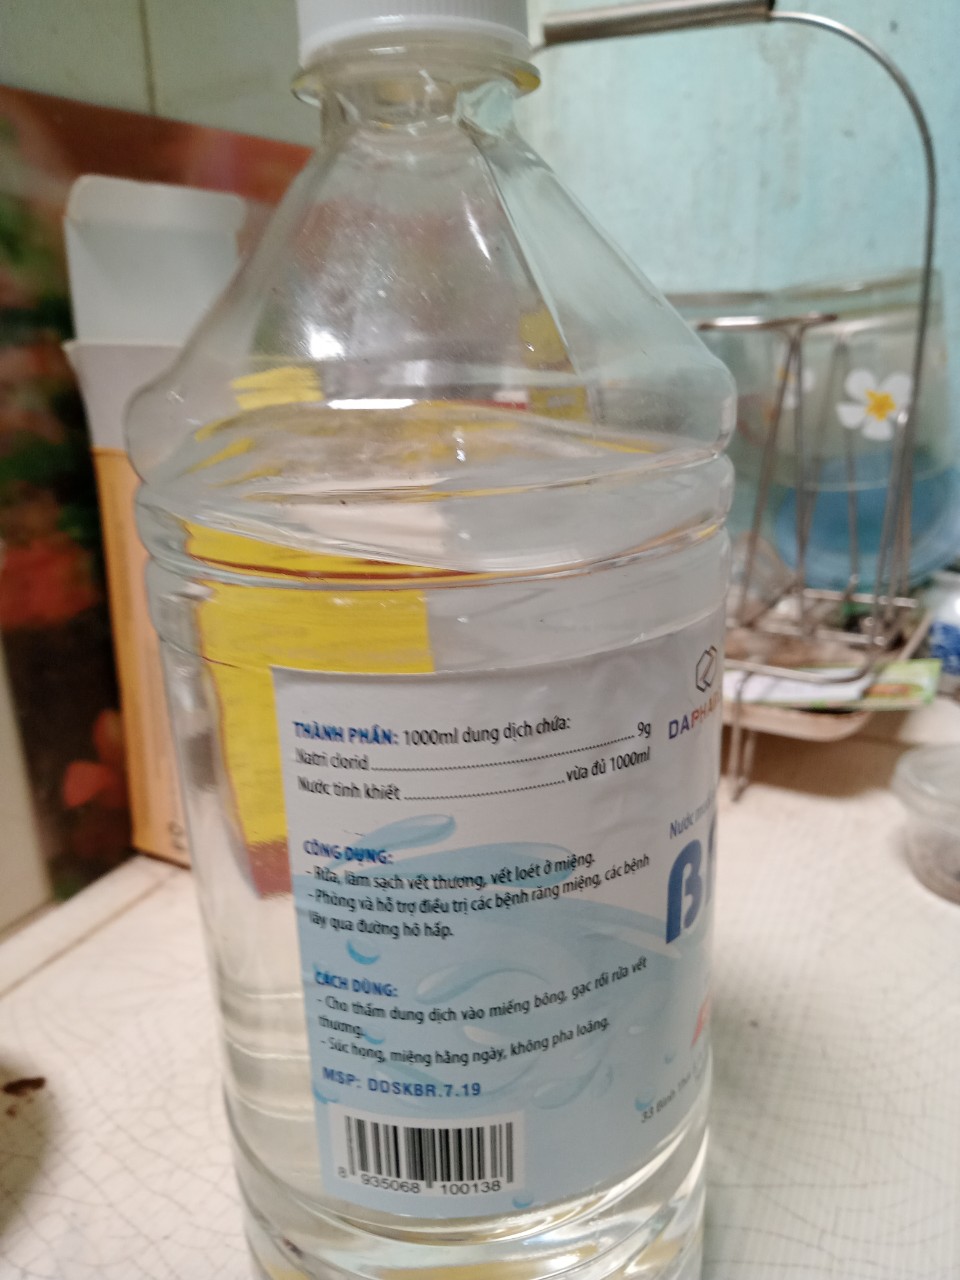 THÀNH PHẦN: 1000ml dung dịch chứa:
Natri clorid ........................................ 9g
Nước tinh khiết ........................ vừa đủ 1000ml
CÔNG DỤNG:
- Rửa, làm sạch vết thương, vết loét ở miệng.
- Phòng và hỗ trợ điều trị các bệnh răng miệng, các bệnh
lây qua đường hô hấp.
CÁCH DÙNG:
- Cho thấm dung dịch vào miếng bông, gạc rồi rửa vết
thương.
- Súc họng, miệng hằng ngày, không pha loãng.
MSP: DDSKBR.7.19
8 935068 100138
DAPHA
Nước
33 Bình